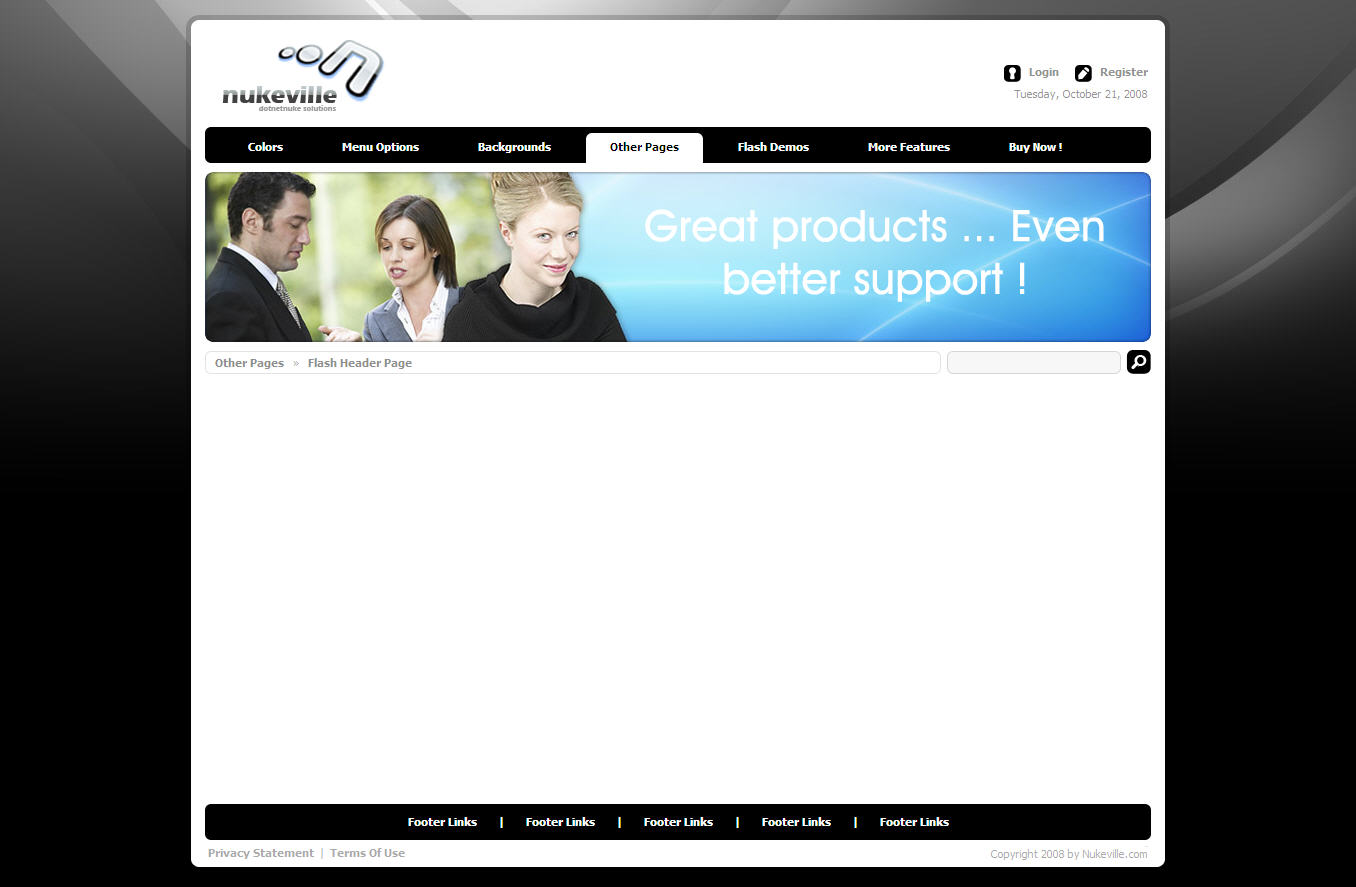 nukeville
dotnetnuke solutions
Login Register
Tuesday, October 21, 2008
Colors Menu Options Backgrounds Other Pages Flash Demos More Features Buy Now !
Great products ... Even
better support !
Other Pages » Flash Header Page
Footer Links | Footer Links | Footer Links | Footer Links | Footer Links
Privacy Statement | Terms Of Use
Copyright 2008 by Nukeville.com